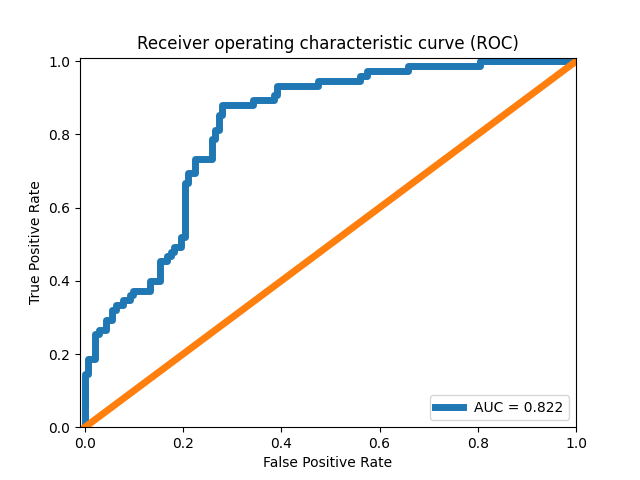 Receiver operating characteristic curve (ROC)
1.0
0.8
0.6
0.4
0.2
0.0
True Positive Rate
AUC = 0.822
0.0 0.2 0.4 0.6 0.8 1.0
False Positive Rate